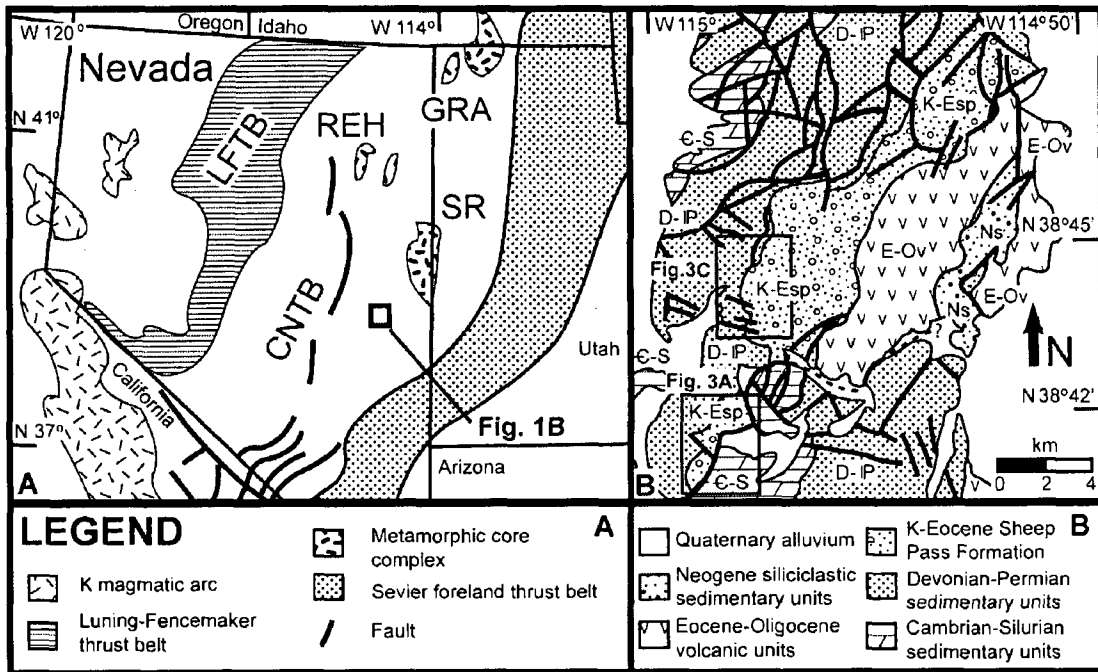 Oregon Idaho
W 120° W 114°
Nevada
N 41°
LFTB
REH
GRA
SR
CNTB
Utah
California
Fig. 1B
N 37°
Arizona
A
W 115° W 114° 50'
D-IP
K-Esp
Є-S
E-Ov
D-IP
Ns
N 38° 45'
E-Ov
Fig.3C
K-Esp
E-Ov
Ns
N
Є-S
D-IP
Fig. 3A
N 38° 42'
K-Esp
km
D-IP
Є-S
0 2 4
B
LEGEND
A
K magmatic arc
Luning-Fencemaker
thrust belt
Metamorphic core
complex
Sevier foreland thrust belt
Fault
B
Quaternary alluvium
Neogene siliciclastic
sedimentary units
Eocene-Oligocene
volcanic units
K-Eocene Sheep
Pass Formation
Devonian-Permian
sedimentary units
Cambrian-Silurian
sedimentary units